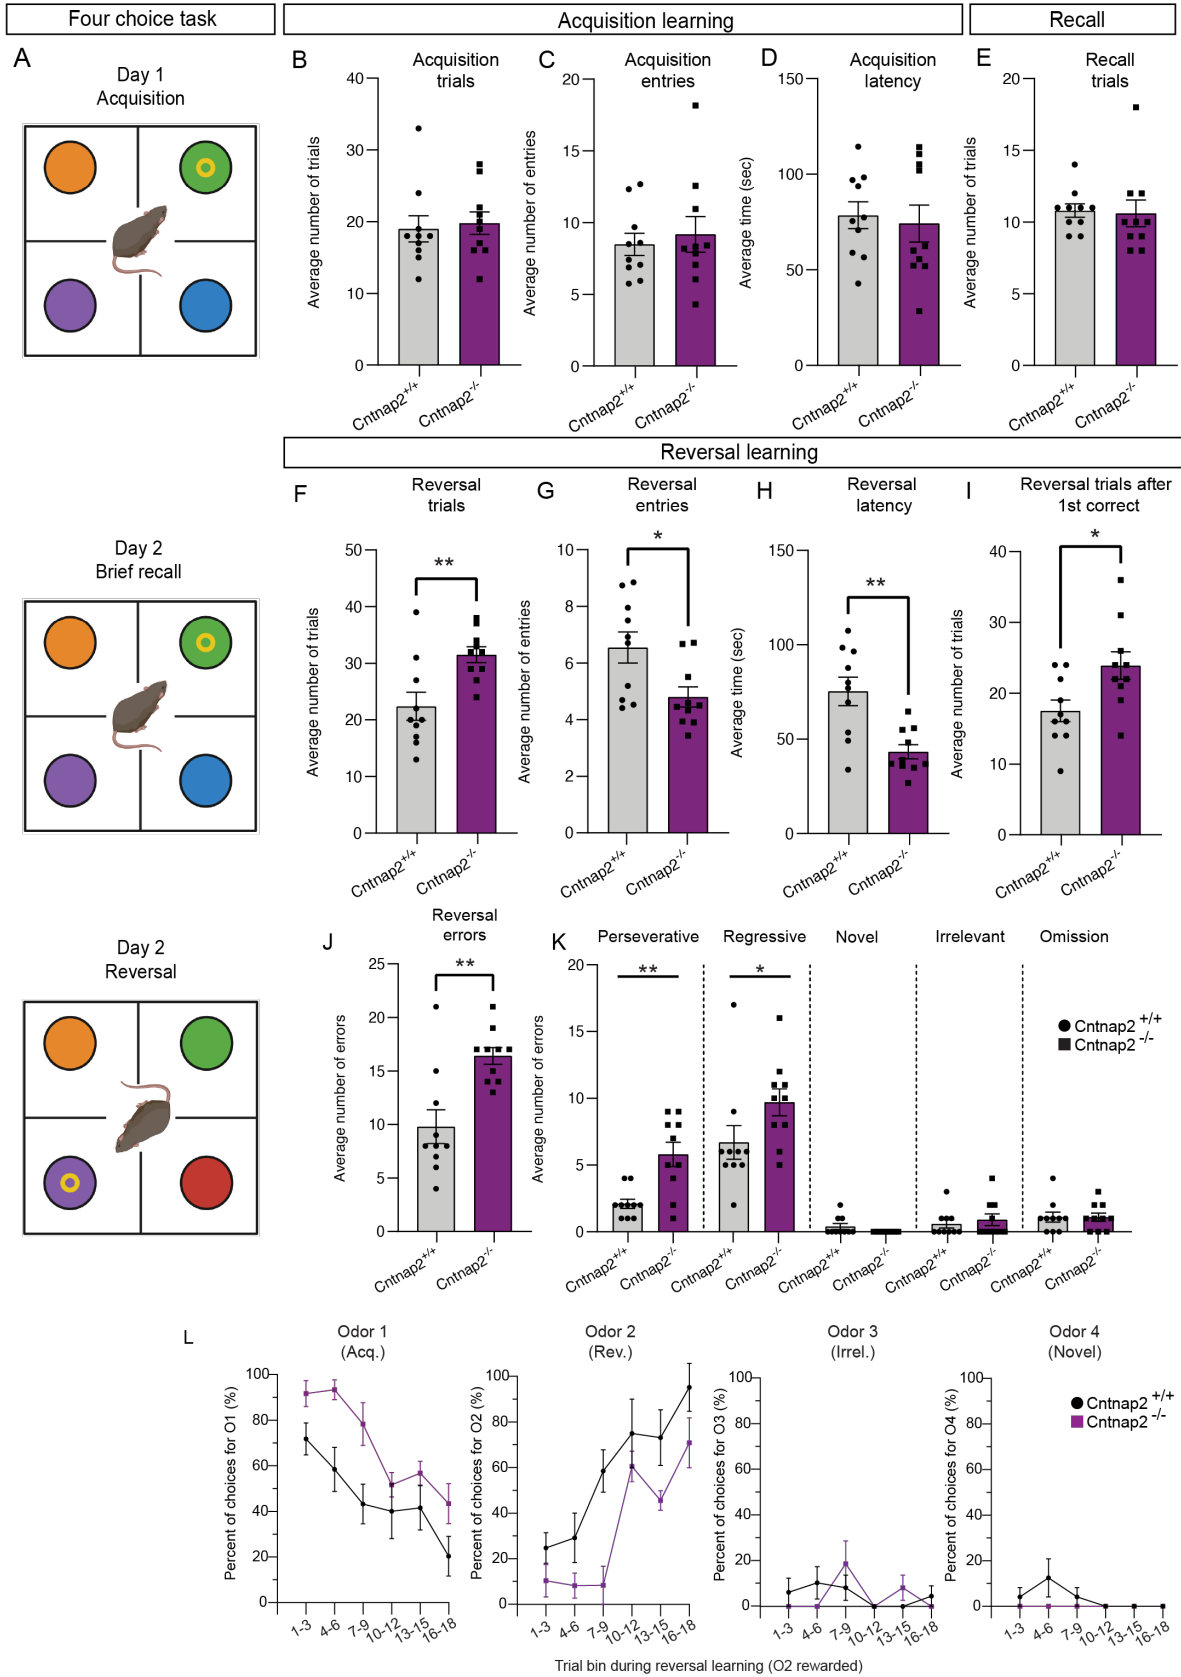 Four choice task
Acquisition learning
Recall
A
Day 1
Acquisition
B
Acquisition
trials
Average number of trials
40
30
20
10
0
Cntnap2+/+
Cntnap2-/-
C
Acquisition
entries
Average number of entries
20
15
10
5
0
Cntnap2+/+
Cntnap2-/-
D
Acquisition
latency
Average time (sec)
150
100
50
0
Cntnap2+/+
Cntnap2-/-
E
Recall
trials
Average number of trials
20
15
10
5
0
Cntnap2+/+
Cntnap2-/-
Reversal learning
Day 2
Brief recall
F
Reversal
trials
**
Average number of trials
50
40
30
20
10
0
Cntnap2+/+
Cntnap2-/-
G
Reversal
entries
*
Average number of entries
10
8
6
4
2
0
Cntnap2+/+
Cntnap2-/-
H
Reversal
latency
**
Average time (sec)
150
100
50
0
Cntnap2+/+
Cntnap2-/-
I
Reversal trials after
1st correct
*
Average number of trials
40
30
20
10
0
Cntnap2+/+
Cntnap2-/-
Day 2
Reversal
J
Reversal
errors
**
Average number of errors
25
20
15
10
5
0
Cntnap2+/+
Cntnap2-/-
K
Perseverative
Regressive
Novel
Irrelevant
Omission
**
*
Average number of errors
20
15
10
5
0
Cntnap2+/+
Cntnap2-/-
Cntnap2+/+
Cntnap2-/-
Cntnap2+/+
Cntnap2-/-
Cntnap2+/+
Cntnap2-/-
Cntnap2+/+
Cntnap2-/-
Cntnap2 +/+
Cntnap2 -/-
L
Odor 1
(Acq.)
Percent of choices for O1 (%)
100
80
60
40
20
0
1-3
4-6
7-9
10-12
13-15
16-18
Odor 2
(Rev.)
Percent of choices for O2 (%)
100
80
60
40
20
0
1-3
4-6
7-9
10-12
13-15
16-18
Odor 3
(Irrel.)
Percent of choices for O3 (%)
100
80
60
40
20
0
1-3
4-6
7-9
10-12
13-15
16-18
Odor 4
(Novel)
Percent of choices for O4 (%)
100
80
60
40
20
0
1-3
4-6
7-9
10-12
13-15
16-18
Cntnap2 +/+
Cntnap2 -/-
Trial bin during reversal learning (O2 rewarded)